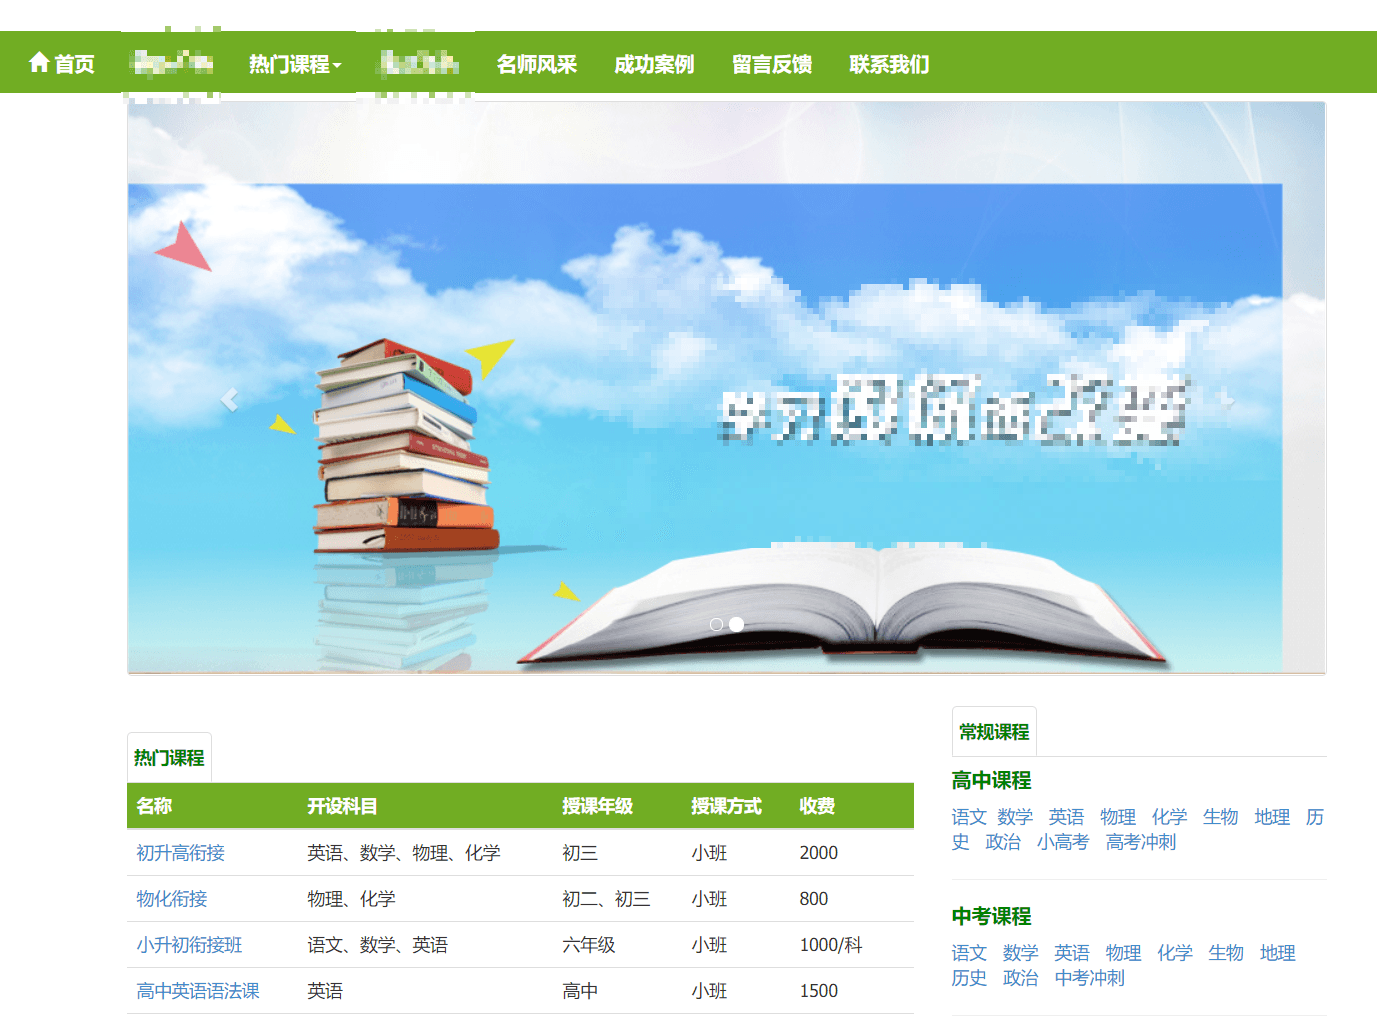 首页 热门课程 名师风采 成功案例 留言反馈 联系我们
热门课程
名称 开设科目 授课年级 授课方式 收费
初升高衔接 英语、数学、物理、化学 初三 小班 2000
物化衔接 物理、化学 初二、初三 小班 800
小升初衔接班 语文、数学、英语 六年级 小班 1000/科
高中英语语法课 英语 高中 小班 1500
常规课程
高中课程
语文 数学 英语 物理 化学 生物 地理 历
史 政治 小高考 高考冲刺
中考课程
语文 数学 英语 物理 化学 生物 地理
历史 政治 中考冲刺